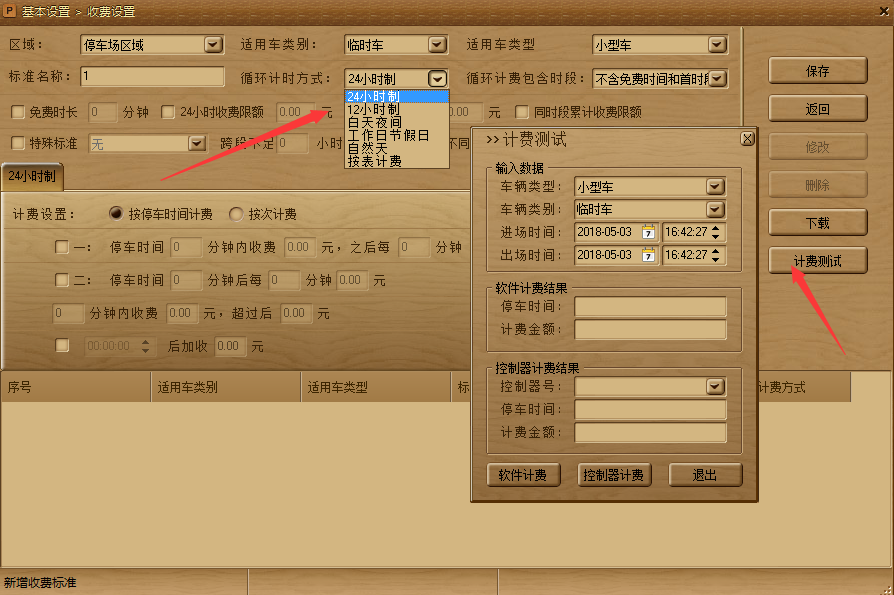 P 基本设置 > 收费设置
区域: 停车场区域 适用车类别: 临时车 适用车类型 小型车
标准名称: 1 循环计时方式: 24小时制 循环计费包含时段: 不含免费时间和首时段
24小时制
12小时制
白天夜间
工作日节假日
自然天
按表计费
免费时长 0 分钟 24小时收费限额 0.00 元 0.00 元 同时段累计收费限额
特殊标准 无 跨段不足 0 小时 不同
24小时制
计费设置: 按停车时间计费 按次计费
一: 停车时间 0 分钟内收费 0.00 元，之后每 0 分钟
二: 停车时间 0 分钟后每 0 分钟 0.00 元
0 分钟内收费 0.00 元，超过后 0.00 元
00:00:00 后加收 0.00 元
保存
返回
修改
删除
下载
计费测试
>>计费测试
输入数据
车辆类型: 小型车
车辆类别: 临时车
进场时间: 2018-05-03 7 16:42:27
出场时间: 2018-05-03 7 16:42:27
软件计费结果
停车时间:
计费金额:
控制器计费结果
控制器号:
停车时间:
计费金额:
软件计费 控制器计费 退出
序号 适用车类别 适用车类型 标 计费方式
新增收费标准